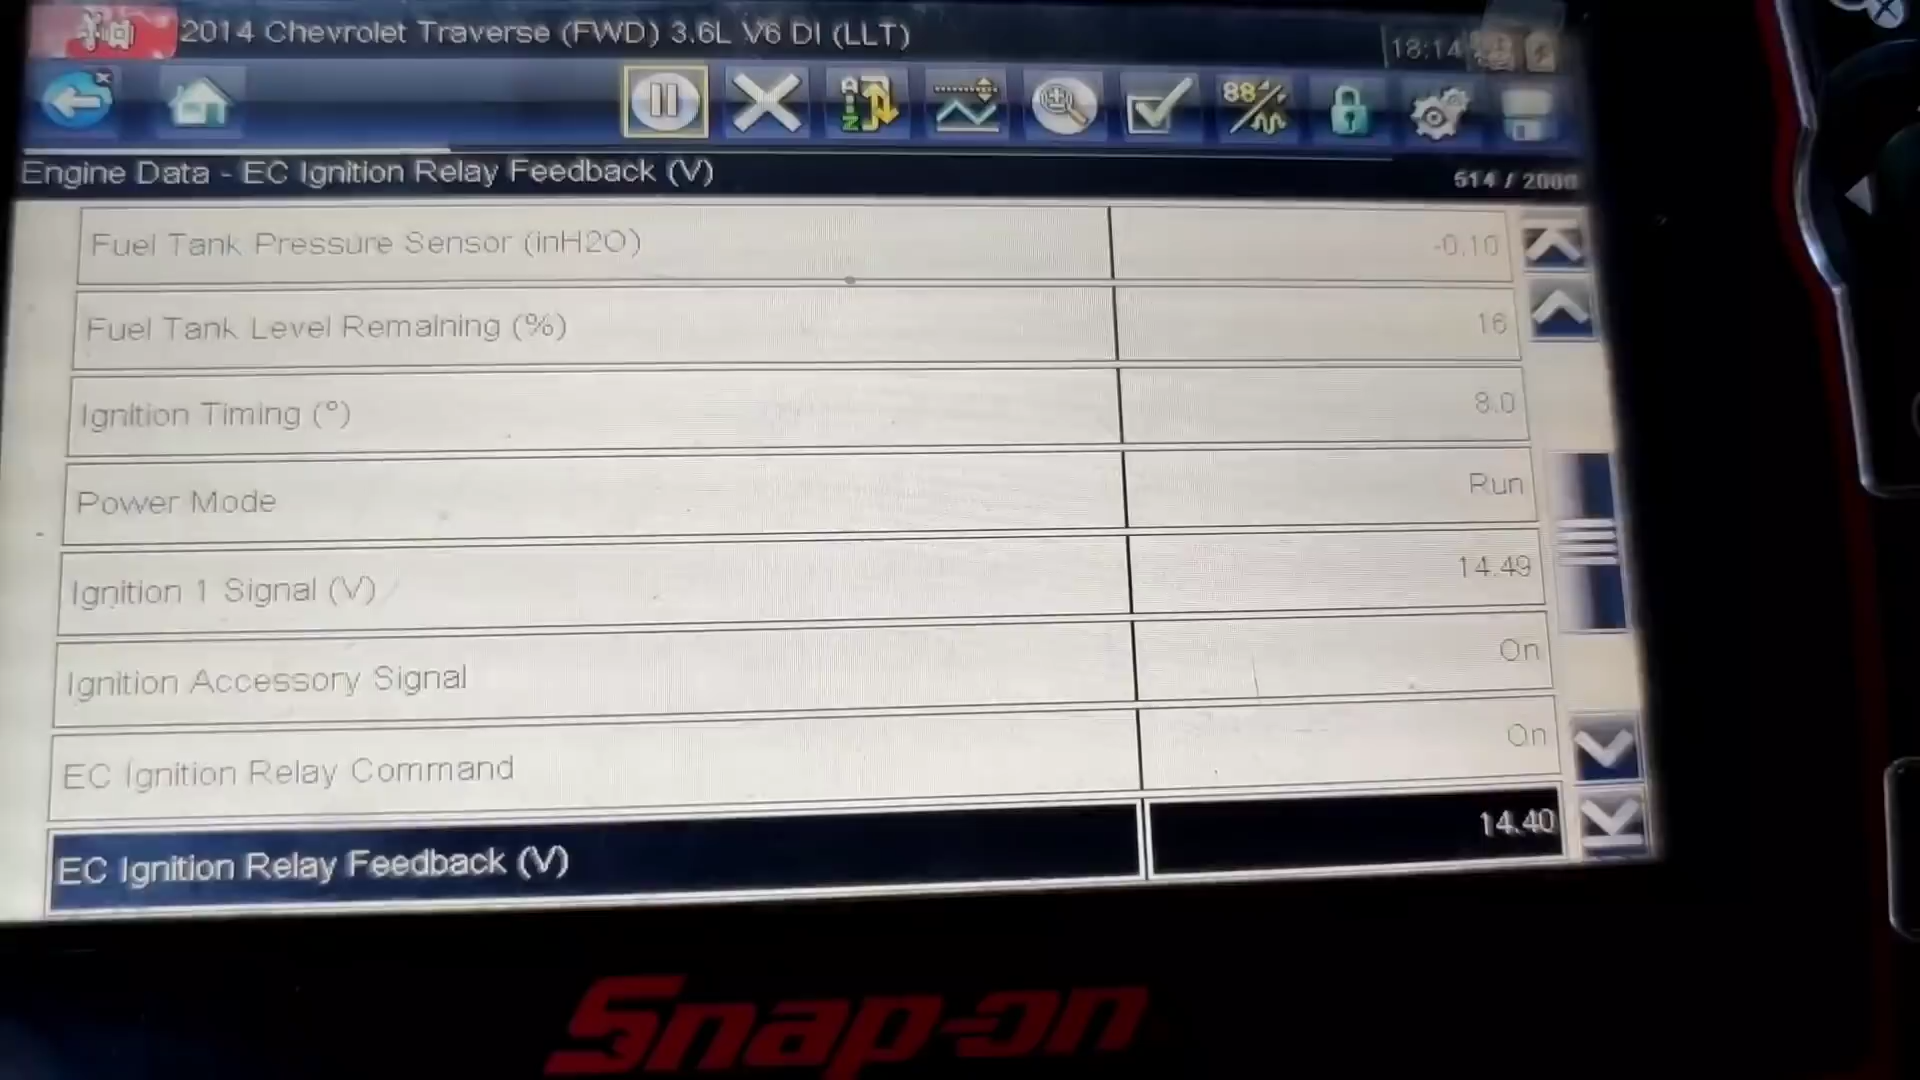 2014 Chevrolet Traverse (FWD) 3.6L V6 DI (LLT)
18:14
Engine Data - EC Ignition Relay Feedback (V)
514 / 2000
Fuel Tank Pressure Sensor (inH2O) -0.10
Fuel Tank Level Remaining (%) 16
Ignition Timing (°) 8.0
Power Mode Run
Ignition 1 Signal (V) 14.49
Ignition Accessory Signal On
EC Ignition Relay Command On
EC Ignition Relay Feedback (V) 14.40
Snap-on